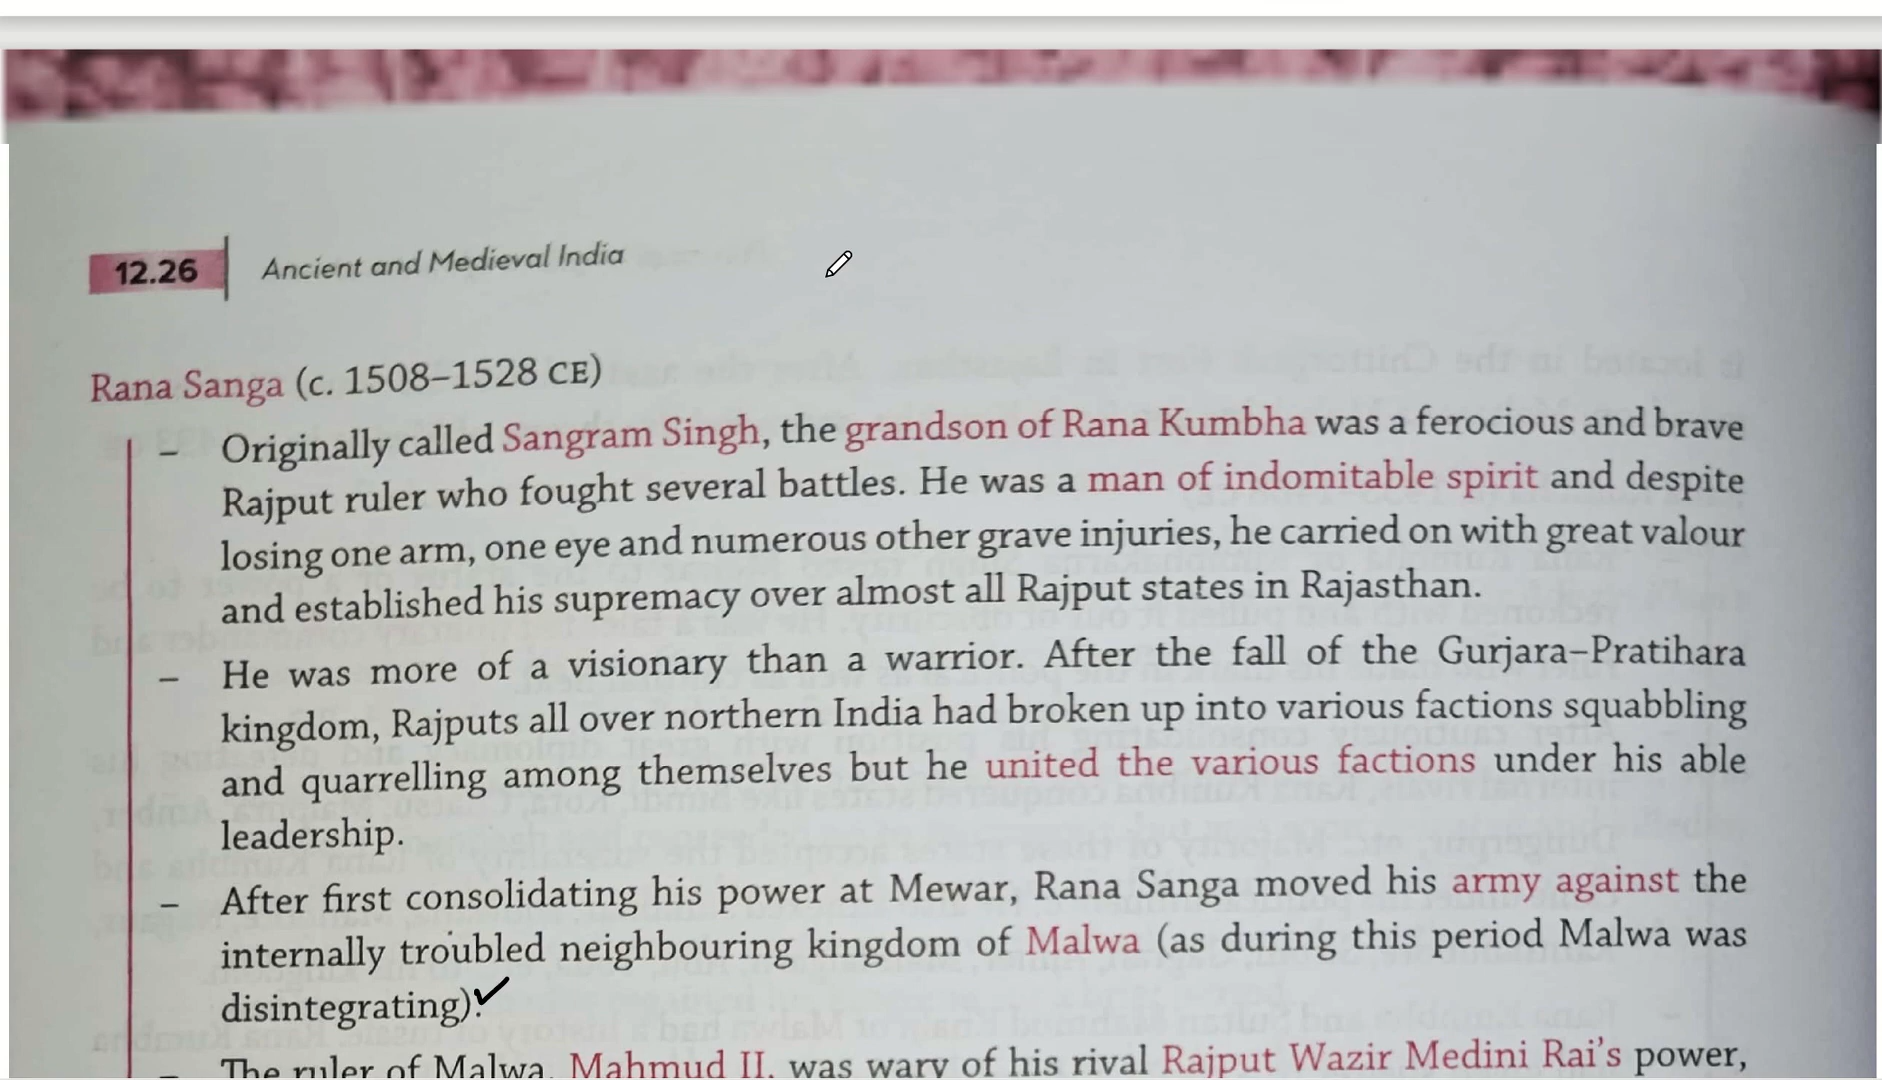 12.26 Ancient and Medieval India
Rana Sanga (c. 1508–1528 CE)
– Originally called Sangram Singh, the grandson of Rana Kumbha was a ferocious and brave
Rajput ruler who fought several battles. He was a man of indomitable spirit and despite
losing one arm, one eye and numerous other grave injuries, he carried on with great valour
and established his supremacy over almost all Rajput states in Rajasthan.
– He was more of a visionary than a warrior. After the fall of the Gurjara–Pratihara
kingdom, Rajputs all over northern India had broken up into various factions squabbling
and quarrelling among themselves but he united the various factions under his able
leadership.
– After first consolidating his power at Mewar, Rana Sanga moved his army against the
internally troubled neighbouring kingdom of Malwa (as during this period Malwa was
disintegrating).
– The ruler of Malwa, Mahmud II, was wary of his rival Rajput Wazir Medini Rai's power,